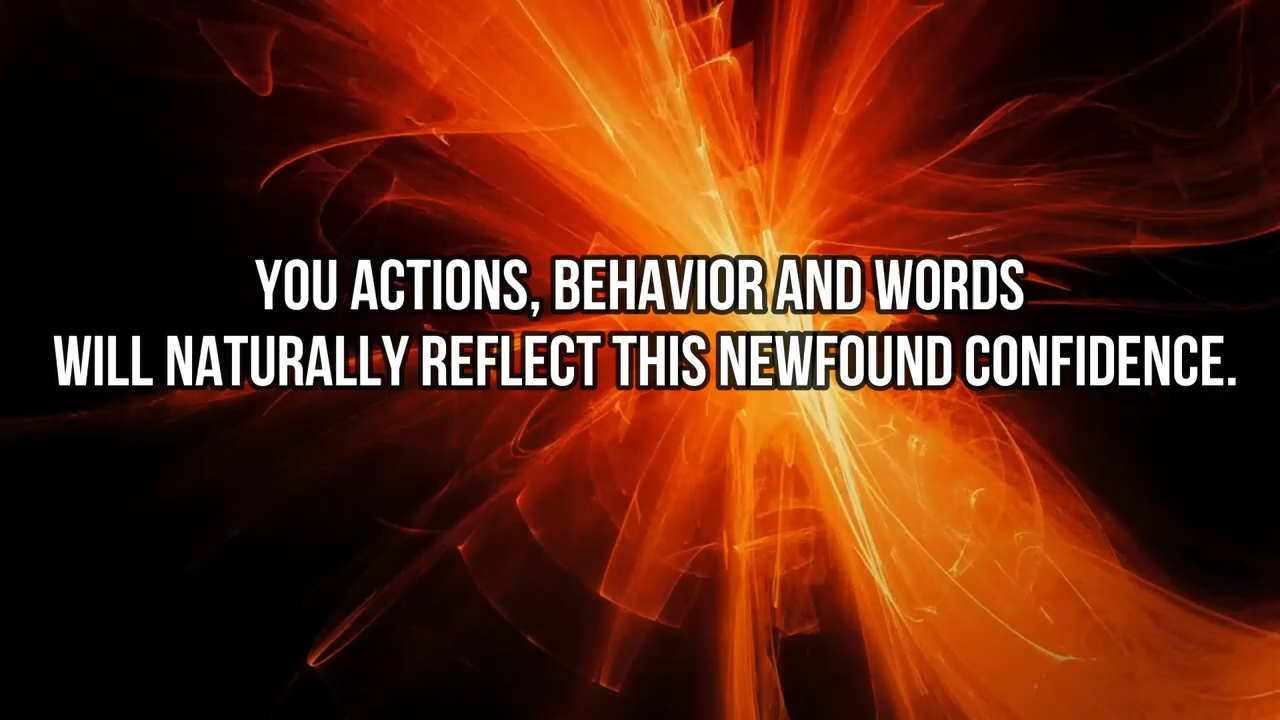 YOU ACTIONS, BEHAVIOR AND WORDS
WILL NATURALLY REFLECT THIS NEWFOUND CONFIDENCE.